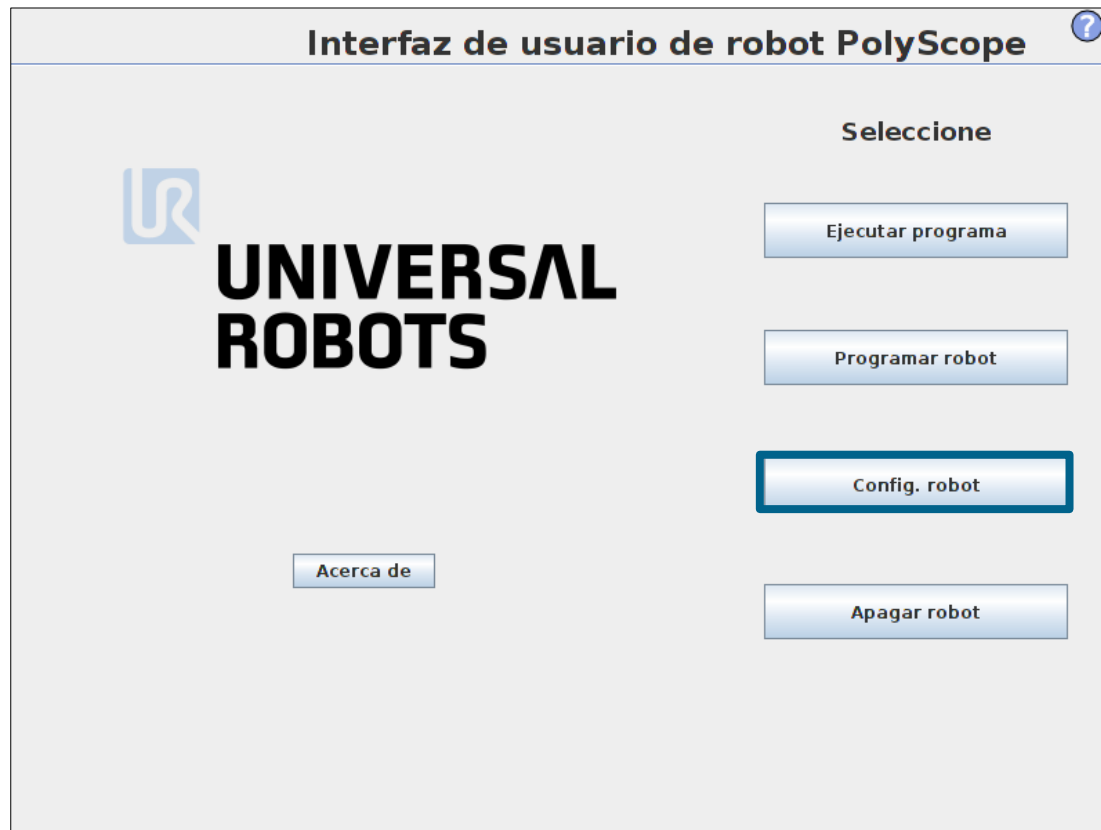 Interfaz de usuario de robot PolyScope
?
Seleccione
UR
UNIVERSAL
ROBOTS
Ejecutar programa
Programar robot
Config. robot
Acerca de
Apagar robot